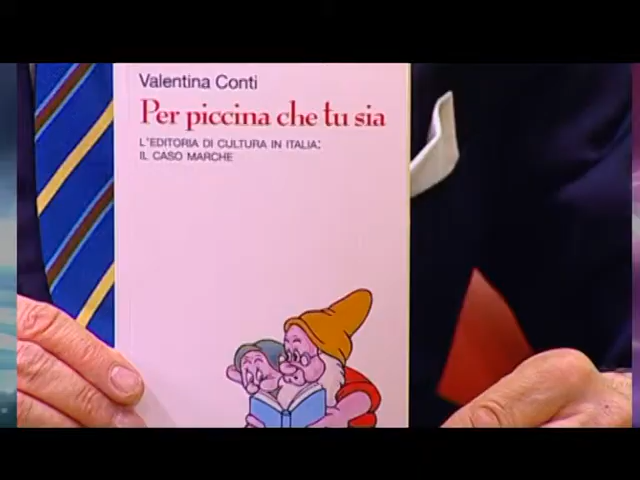 Valentina Conti
Per piccina che tu sia
L'EDITORIA DI CULTURA IN ITALIA:
IL CASO MARCHE